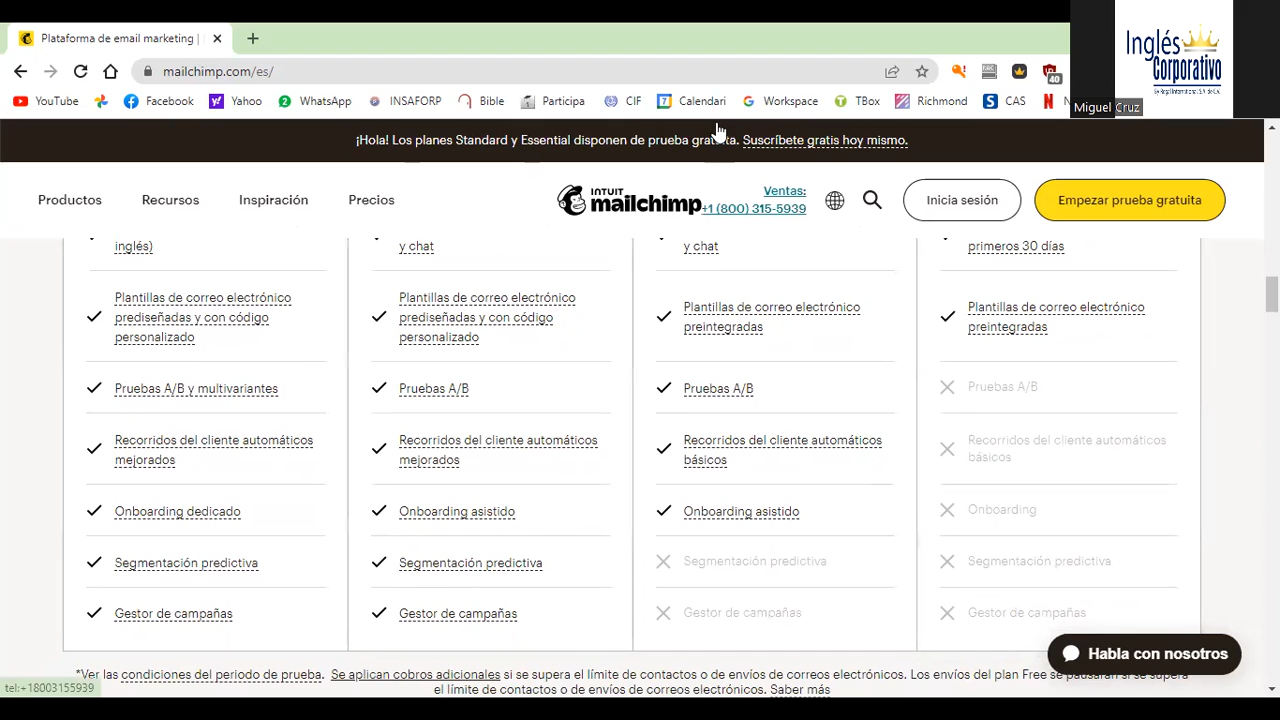 Plataforma de email marketing |
mailchimp.com/es/
40
YouTube Facebook Yahoo WhatsApp INSAFORP Bible Participa CIF Calendari Workspace TBox Richmond CAS N
Inglés
Corporativo
by Regal International, S.A. de C.V.
Miguel Cruz
¡Hola! Los planes Standard y Essential disponen de prueba gratuita. Suscríbete gratis hoy mismo.
Productos Recursos Inspiración Precios
INTUIT
mailchimp
Ventas:
+1 (800) 315-5939
Inicia sesión
Empezar prueba gratuita
inglés)
y chat
y chat
primeros 30 días
Plantillas de correo electrónico
prediseñadas y con código
personalizado
Plantillas de correo electrónico
prediseñadas y con código
personalizado
Plantillas de correo electrónico
preintegradas
Plantillas de correo electrónico
preintegradas
Pruebas A/B y multivariantes
Pruebas A/B
Pruebas A/B
Pruebas A/B
Recorridos del cliente automáticos
mejorados
Recorridos del cliente automáticos
mejorados
Recorridos del cliente automáticos
básicos
Recorridos del cliente automáticos
básicos
Onboarding dedicado
Onboarding asistido
Onboarding asistido
Onboarding
Segmentación predictiva
Segmentación predictiva
Segmentación predictiva
Segmentación predictiva
Gestor de campañas
Gestor de campañas
Gestor de campañas
Gestor de campañas
Habla con nosotros
*Ver las condiciones del periodo de prueba. Se aplican cobros adicionales si se supera el límite de contactos o de envíos de correos electrónicos. Los envíos del plan Free se pausarán si se supera
el límite de contactos o de envíos de correos electrónicos. Saber más
tel:+18003155939